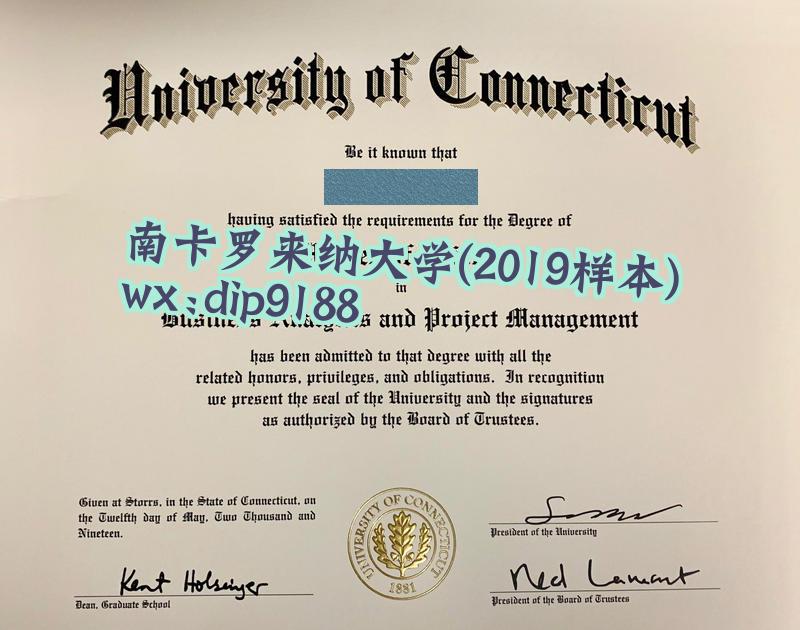 University of Connecticut
Be it known that
having satisfied the requirements for the Degree of
南卡罗来纳大学(2019样本)
in
wx:dip9188
Business and Project Management
has been admitted to that degree with all the
related honors, privileges, and obligations. In recognition
we present the seal of the University and the signatures
as authorized by the Board of Trustees.
Given at Storrs, in the State of Connecticut, on
the Twelfth day of May, Two Thousand and
Nineteen.
UNIVERSITY OF CONNECTICUT
1881
President of the University
Kent Holsinger
Dean, Graduate School
Ned Lamont
President of the Board of Trustees